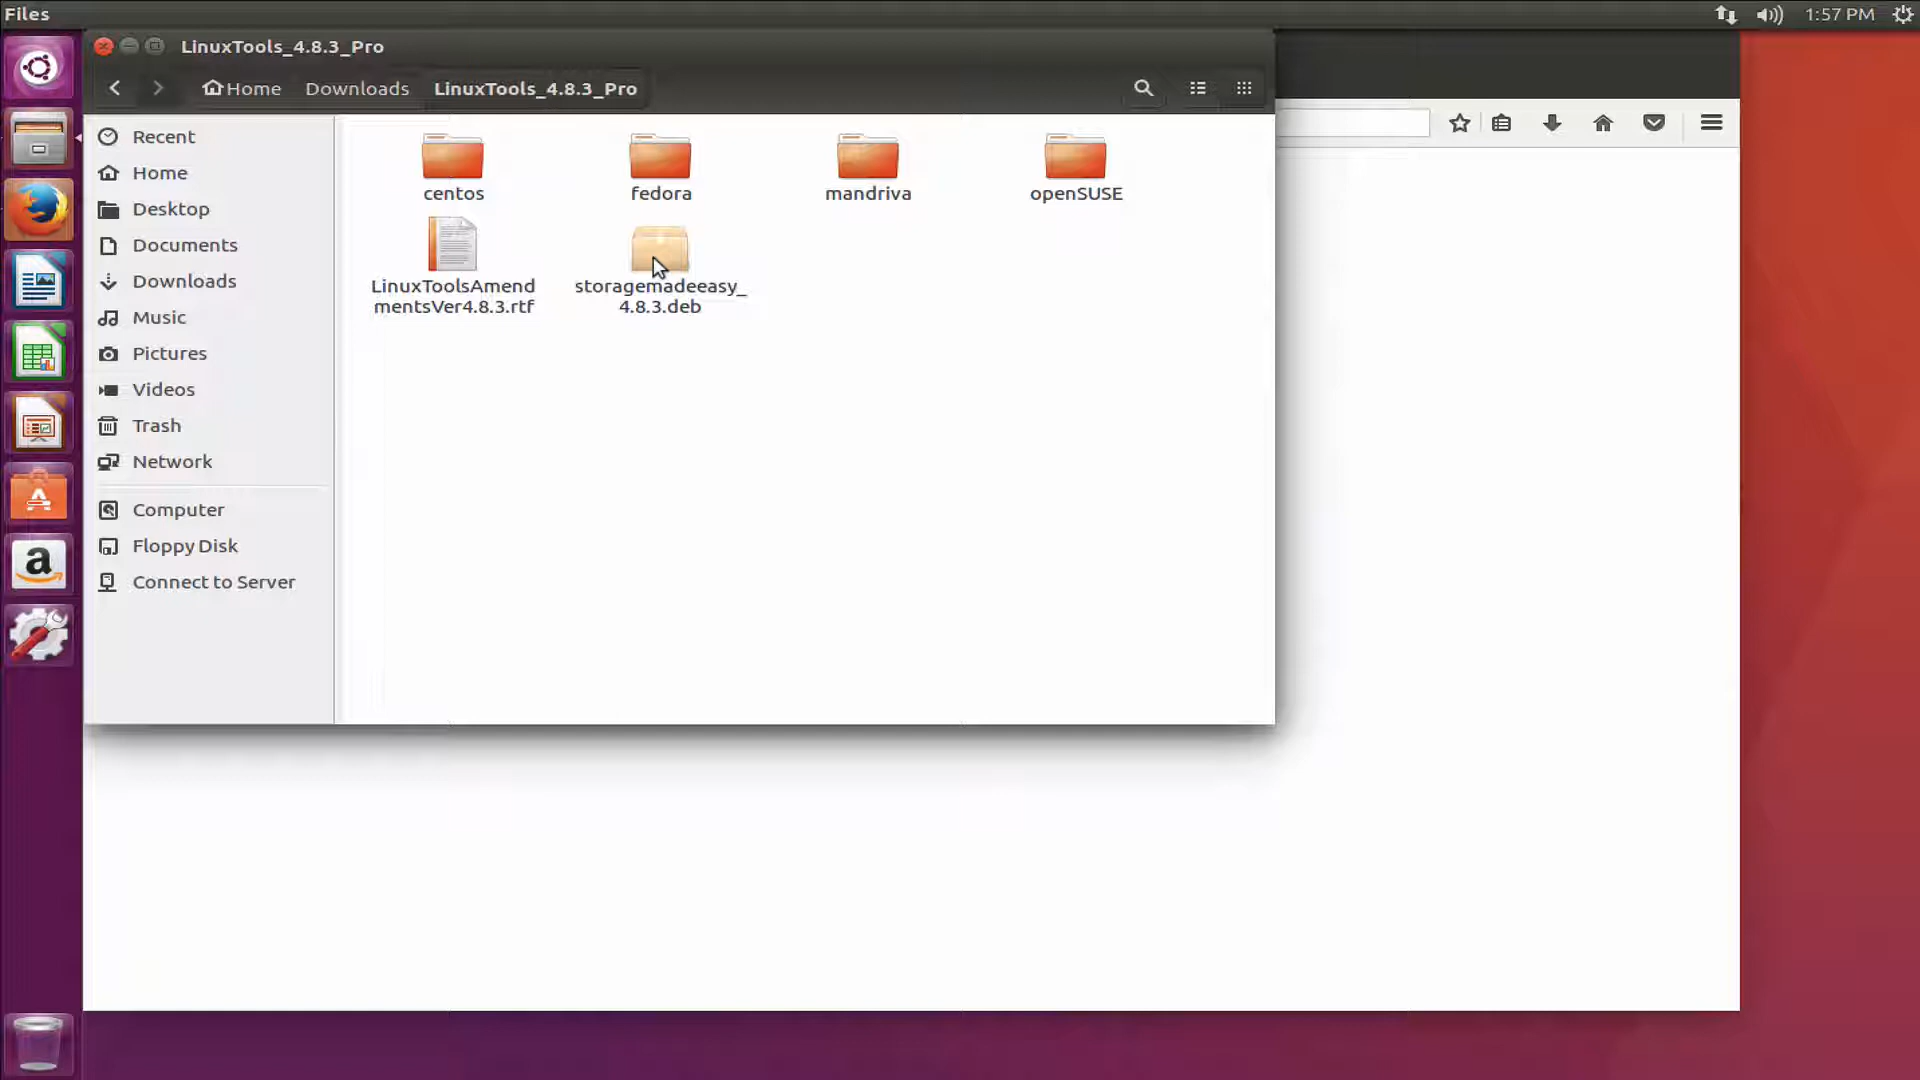 Files
1:57 PM
LinuxTools_4.8.3_Pro
Home
Downloads
LinuxTools_4.8.3_Pro
Recent
Home
Desktop
Documents
Downloads
Music
Pictures
Videos
Trash
Network
Computer
Floppy Disk
Connect to Server
centos
fedora
mandriva
openSUSE
LinuxToolsAmend
mentsVer4.8.3.rtf
storagemadeeasy_
4.8.3.deb